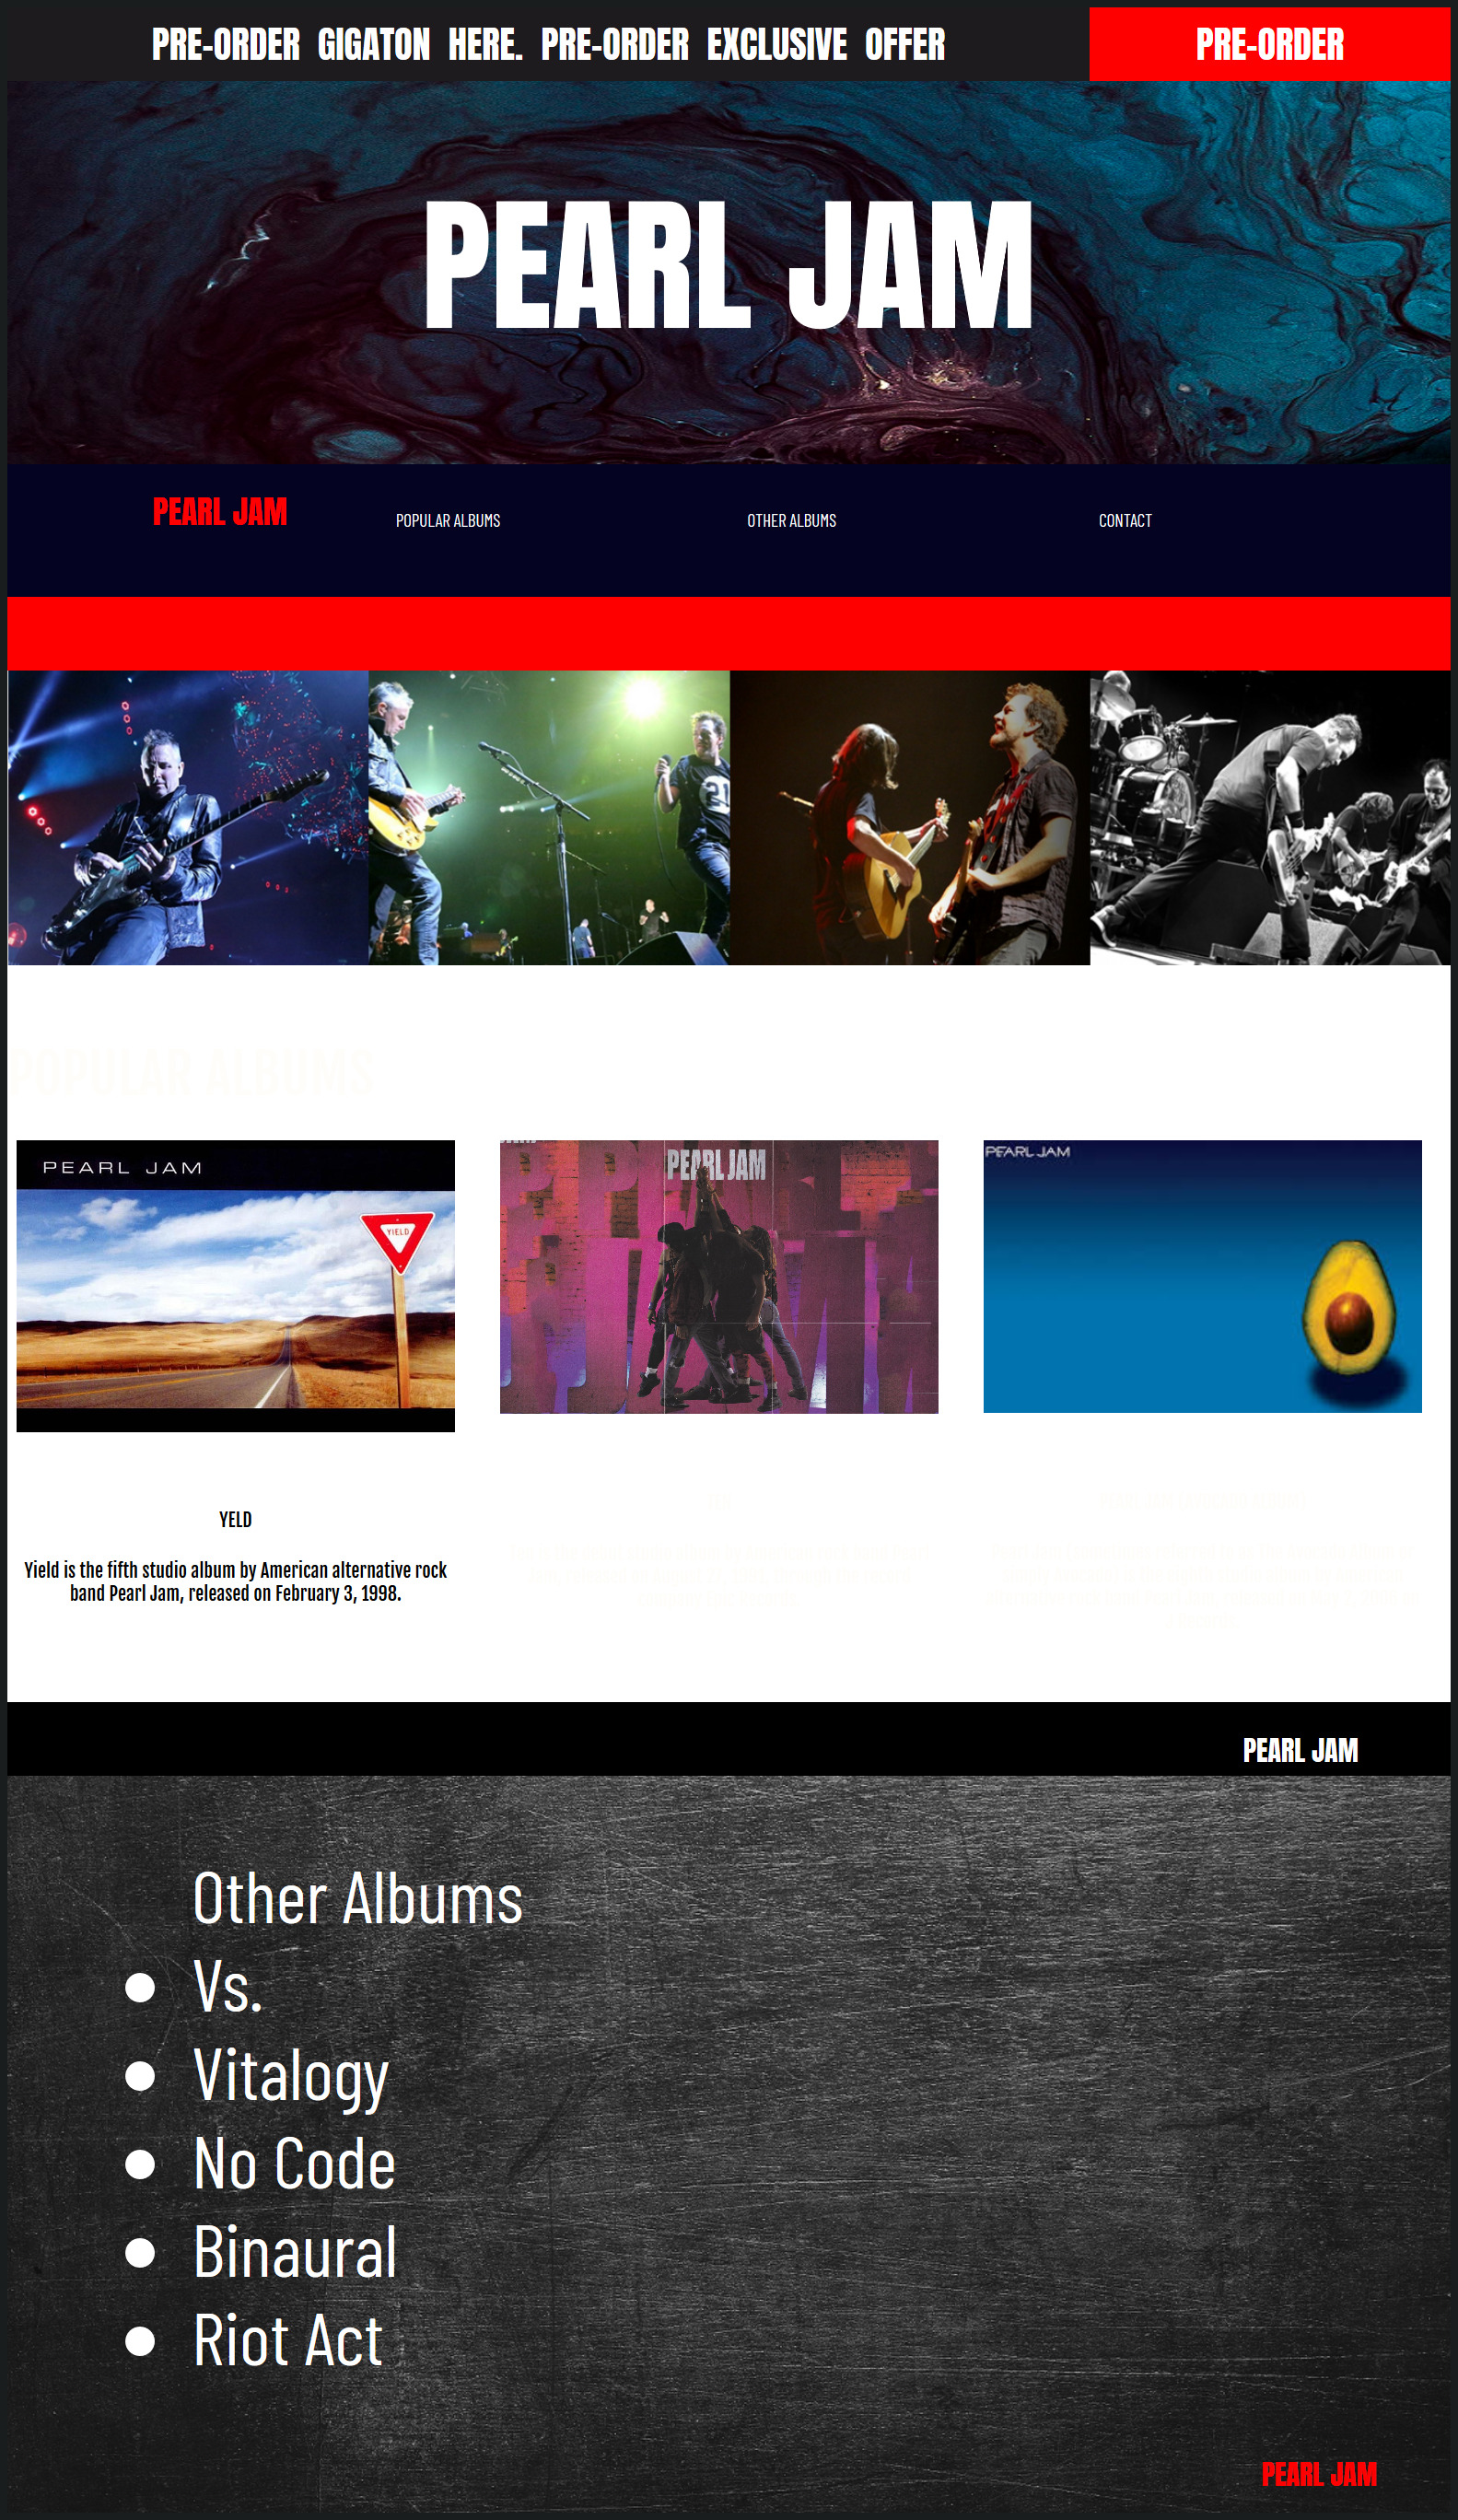 PRE-ORDER GIGATON HERE. PRE-ORDER EXCLUSIVE OFFER
PRE-ORDER
PEARL JAM
PEARL JAM
POPULAR ALBUMS
OTHER ALBUMS
CONTACT
21
POPULAR ALBUMS
PEARL JAM
YIELD
PEARL JAM
PEARL JAM
YELD
Yield is the fifth studio album by American alternative rock
band Pearl Jam, released on February 3, 1998.
PEARL JAM
Other Albums
Vs.
Vitalogy
No Code
Binaural
Riot Act
PEARL JAM